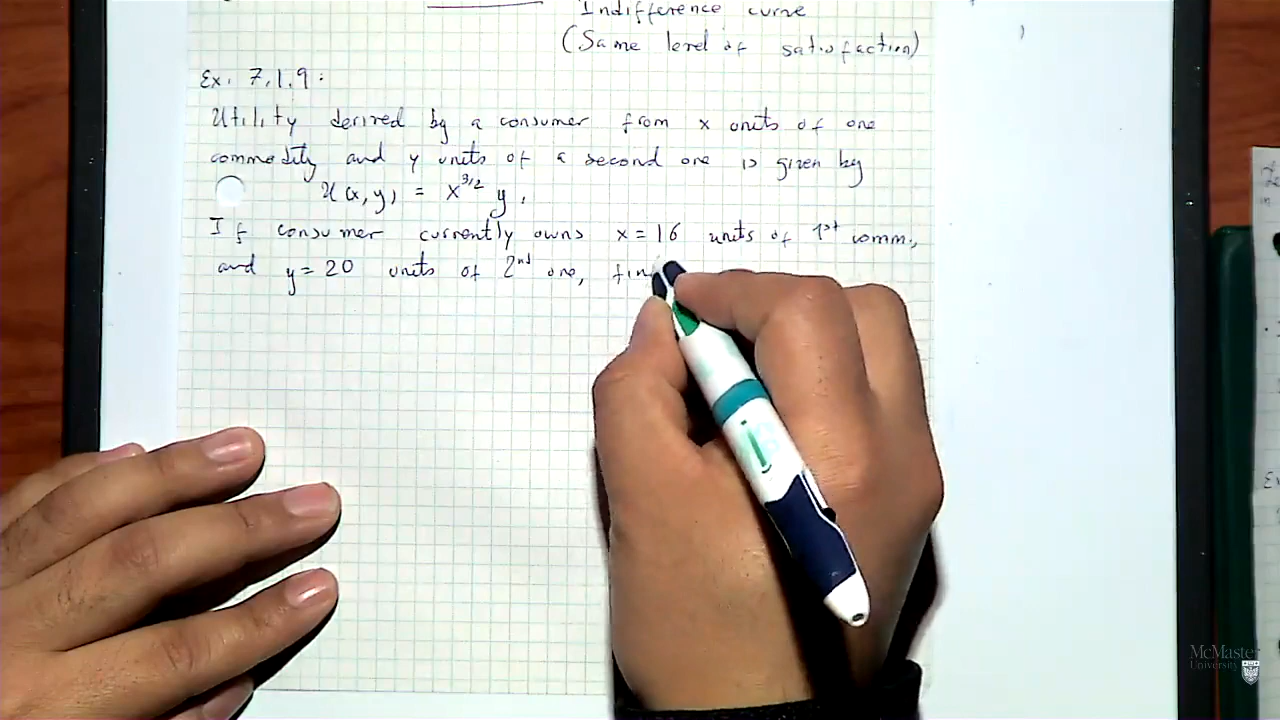 Indifference curve
(Same level of satisfaction)
Ex. 7.1.9:
Utility derived by a consumer from x units of one
commodity and y units of a second one is given by
U(x,y) = x^{3/2} y.
If consumer currently owns x = 16 units of 1st comm.,
and y = 20 units of 2nd one, fin
McMaster
University